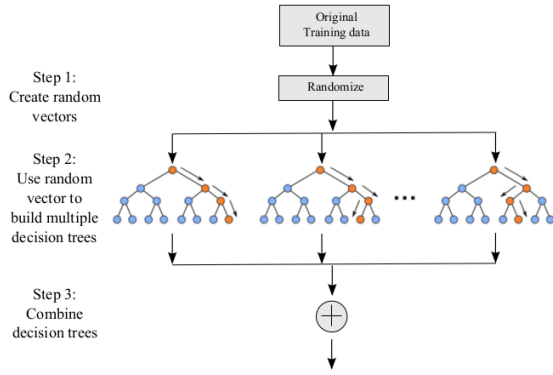 Original
Training data
Step 1:
Create random
vectors
Randomize
Step 2:
Use random
vector to
build multiple
decision trees
Step 3:
Combine
decision trees